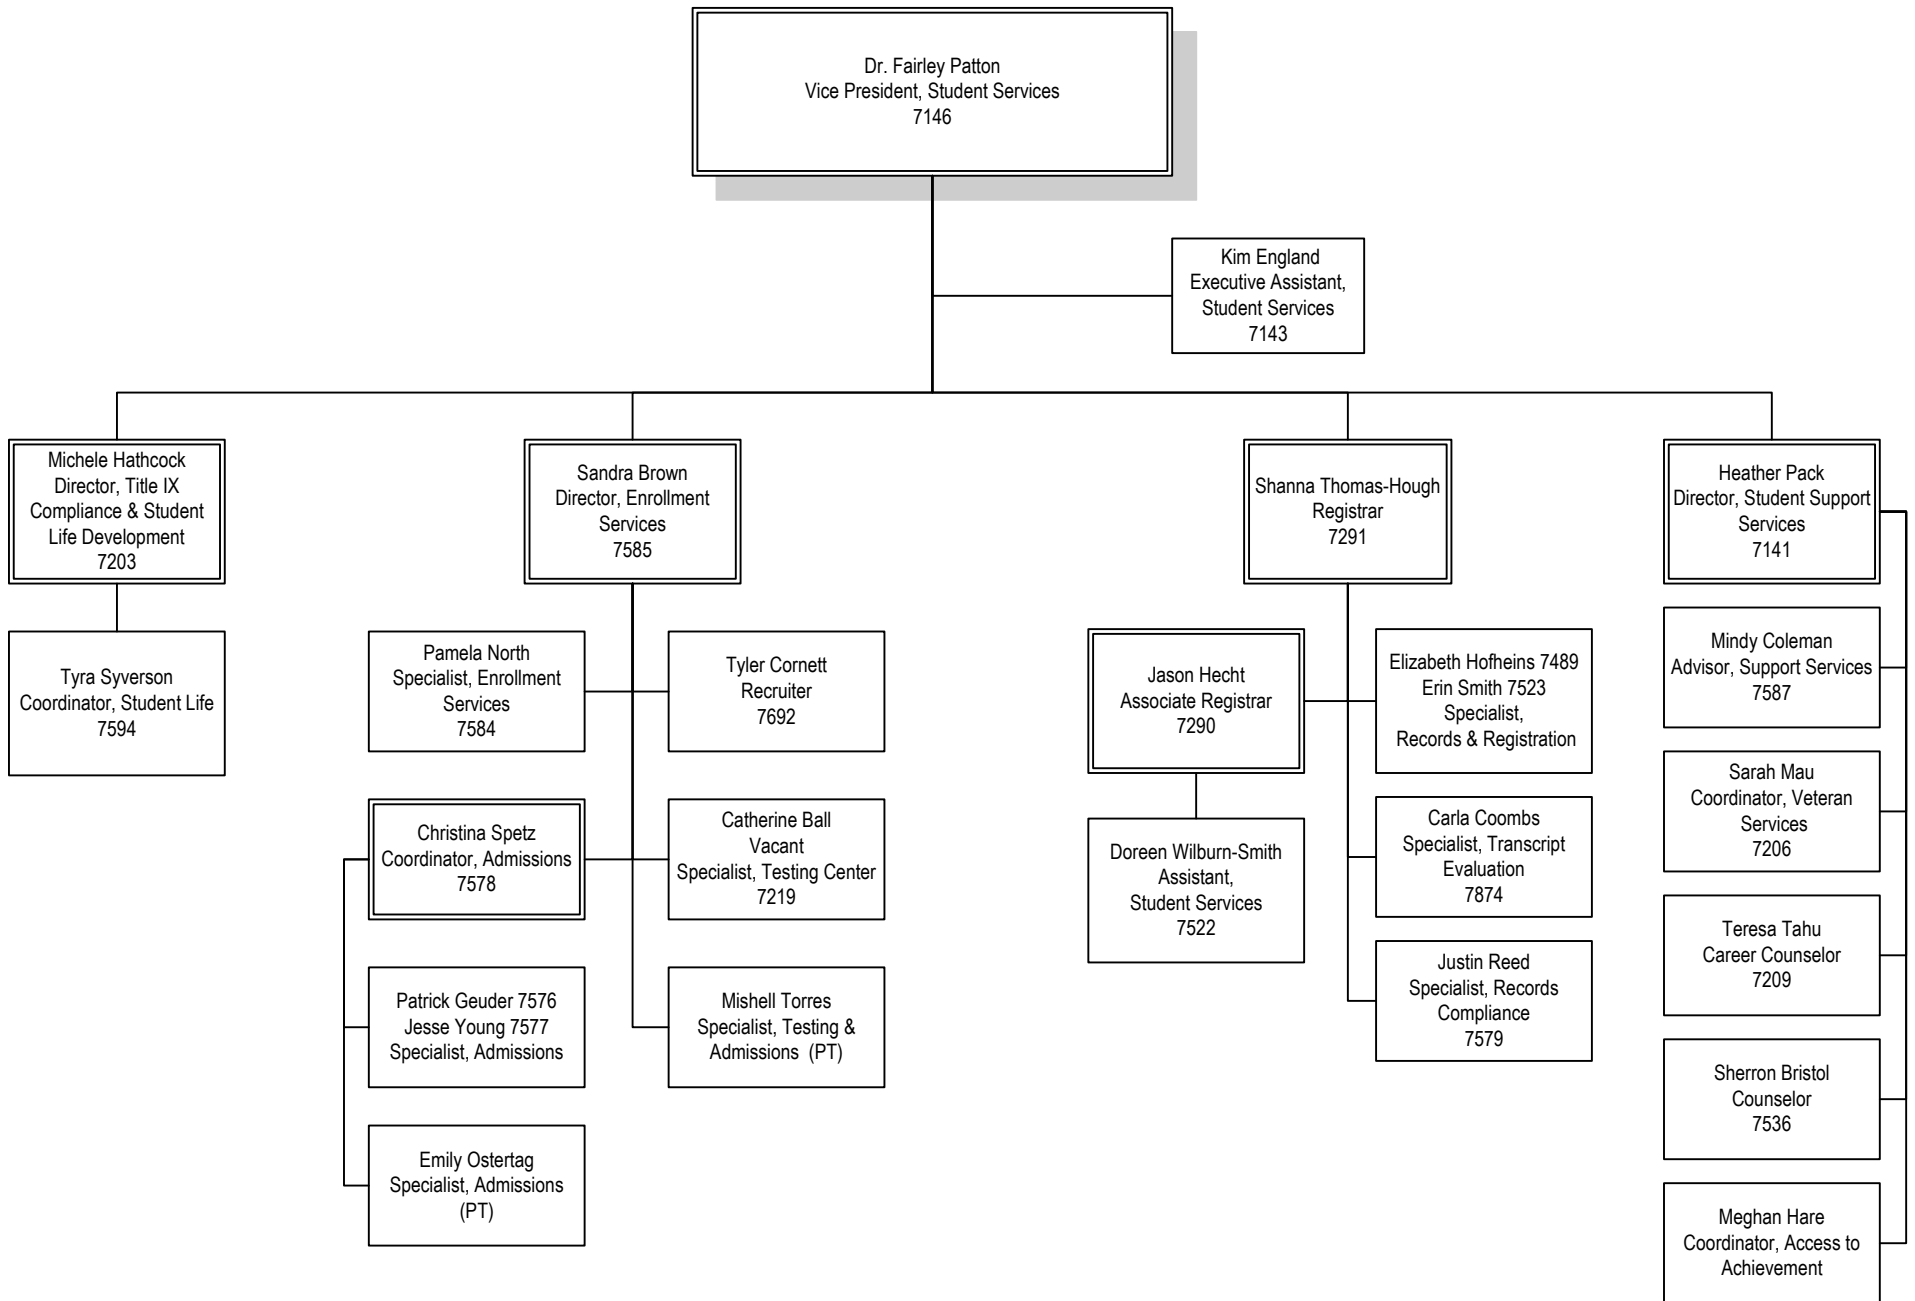 Dr. Fairley Patton
Vice President, Student Services
7146
Kim England
Executive Assistant,
Student Services
7143
Michele Hathcock
Director, Title IX
Compliance & Student
Life Development
7203
Tyra Syverson
Coordinator, Student Life
7594
Sandra Brown
Director, Enrollment
Services
7585
Pamela North
Specialist, Enrollment
Services
7584
Tyler Cornett
Recruiter
7692
Christina Spetz
Coordinator, Admissions
7578
Catherine Ball
Vacant
Specialist, Testing Center
7219
Patrick Geuder 7576
Jesse Young 7577
Specialist, Admissions
Mishell Torres
Specialist, Testing &
Admissions (PT)
Emily Ostertag
Specialist, Admissions
(PT)
Shanna Thomas-Hough
Registrar
7291
Jason Hecht
Associate Registrar
7290
Elizabeth Hofheins 7489
Erin Smith 7523
Specialist,
Records & Registration
Doreen Wilburn-Smith
Assistant,
Student Services
7522
Carla Coombs
Specialist, Transcript
Evaluation
7874
Justin Reed
Specialist, Records
Compliance
7579
Heather Pack
Director, Student Support
Services
7141
Mindy Coleman
Advisor, Support Services
7587
Sarah Mau
Coordinator, Veteran
Services
7206
Teresa Tahu
Career Counselor
7209
Sherron Bristol
Counselor
7536
Meghan Hare
Coordinator, Access to
Achievement